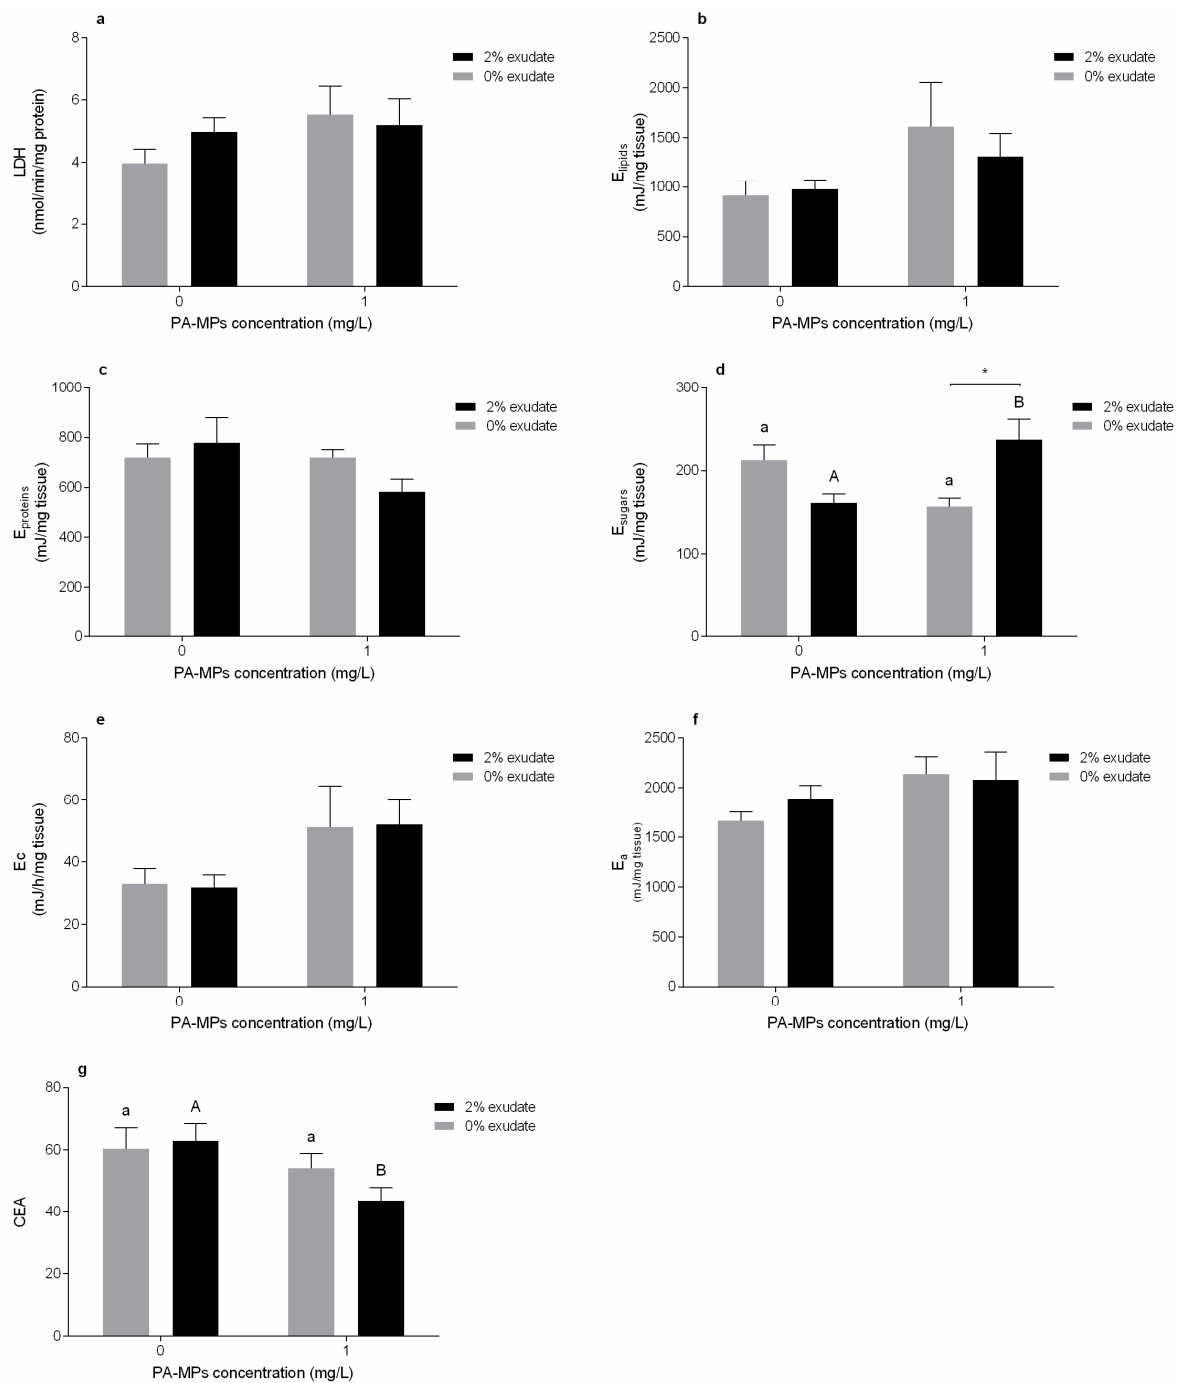 a
8
6
4
2
0
LDH
(nmol/min/mg protein)
2% exudate
0% exudate
0
1
PA-MPs concentration (mg/L)
b
2500
2000
1500
1000
500
0
Elipids
(mJ/mg tissue)
2% exudate
0% exudate
0
1
PA-MPs concentration (mg/L)
c
1000
800
600
400
200
0
Eproteins
(mJ/mg tissue)
2% exudate
0% exudate
0
1
PA-MPs concentration (mg/L)
d
300
200
100
0
Esugars
(mJ/mg tissue)
a
A
a
B
*
2% exudate
0% exudate
0
1
PA-MPs concentration (mg/L)
e
80
60
40
20
0
Ec
(mJ/h/mg tissue)
2% exudate
0% exudate
0
1
PA-MPs concentration (mg/L)
f
2500
2000
1500
1000
500
0
Ea
(mJ/mg tissue)
2% exudate
0% exudate
0
1
PA-MPs concentration (mg/L)
g
80
60
40
20
0
CEA
a
A
a
B
2% exudate
0% exudate
0
1
PA-MPs concentration (mg/L)